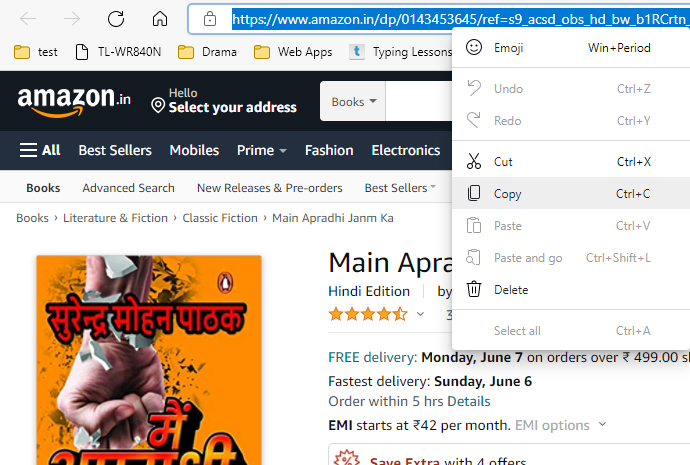 https://www.amazon.in/dp/0143453645/ref=s9_acsd_obs_hd_bw_b1RCrtn_
test TL-WR840N Drama Web Apps Typing Lessons
Emoji Win+Period
Undo Ctrl+Z
Redo Ctrl+Y
Cut Ctrl+X
Copy Ctrl+C
Paste Ctrl+V
Paste and go Ctrl+Shift+L
Delete
Select all Ctrl+A
amazon.in
Hello
Select your address
Books
All Best Sellers Mobiles Prime Fashion Electronics
Books Advanced Search New Releases & Pre-orders Best Sellers
Books › Literature & Fiction › Classic Fiction › Main Apradhi Janm Ka
सुरेन्द्र मोहन पाठक
मैं
Main Apra
Hindi Edition by
FREE delivery: Monday, June 7 on orders over ₹ 499.00
Fastest delivery: Sunday, June 6
Order within 5 hrs Details
EMI starts at ₹42 per month. EMI options
Save Extra with 4 offers